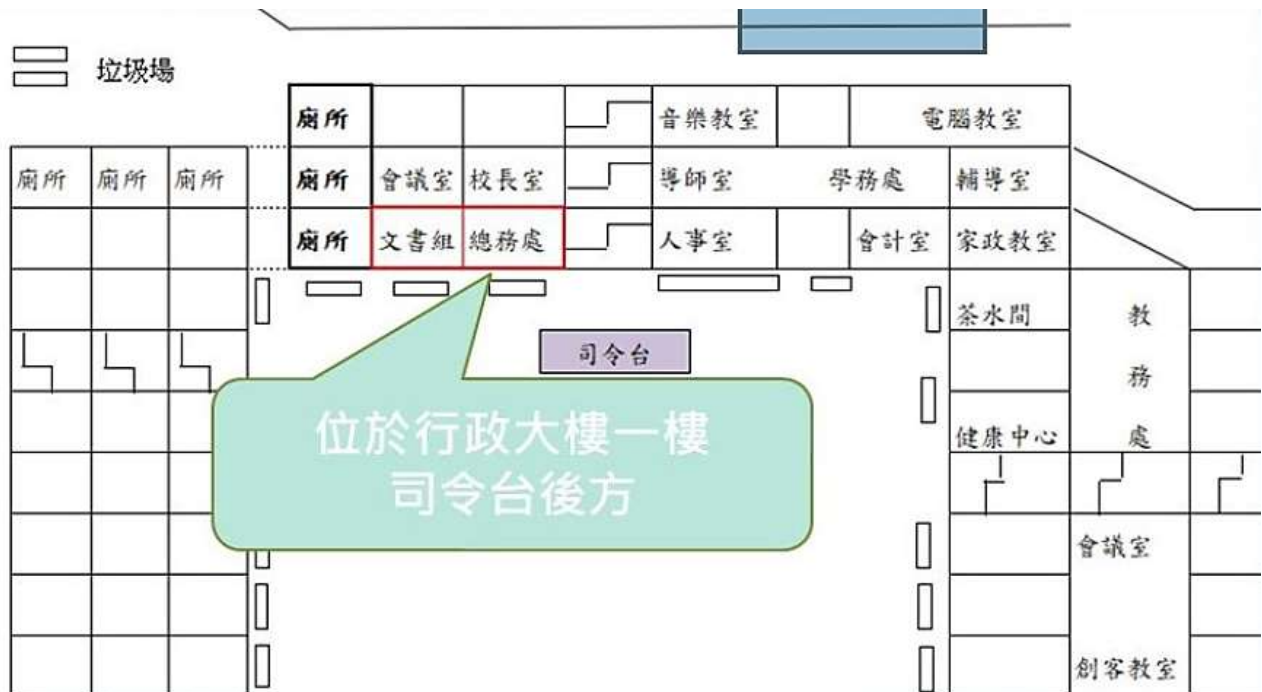 垃圾場
廁所 音樂教室 電腦教室
廁所 廁所 廁所 廁所 會議室 校長室 導師室 學務處 輔導室
廁所 文書組 總務處 人事室 會計室 家政教室
茶水間 教
司令台
務
位於行政大樓一樓
健康中心 處
司令台後方
會議室
創客教室